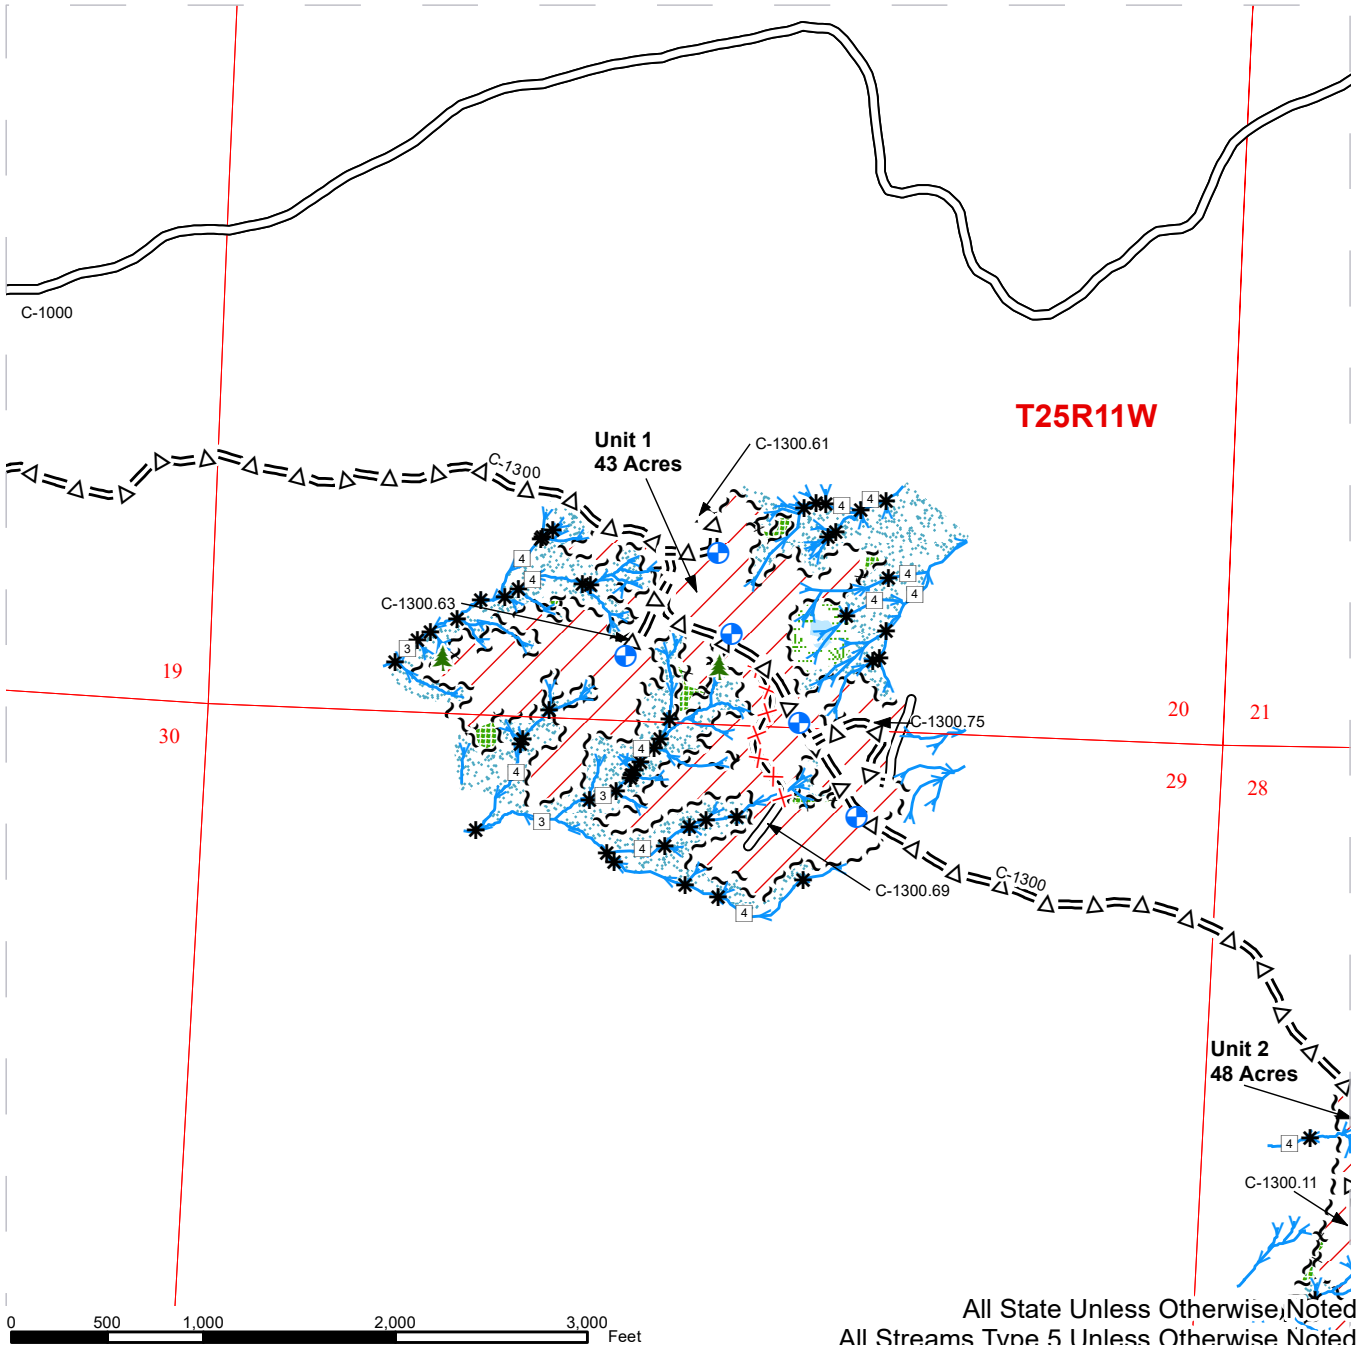 C-1000
T25R11W
Unit 1
43 Acres
C-1300.61
C-1300
4
4
4
4
C-1300.63
4
4
4
3
19
20
21
30
C-1300.75
29
28
4
4
3
3
4
C-1300.69
C-1300
4
Unit 2
48 Acres
4
C-1300.11
All State Unless Otherwise Noted
All Streams Type 5 Unless Otherwise Noted
0 500 1,000 2,000 3,000
Feet